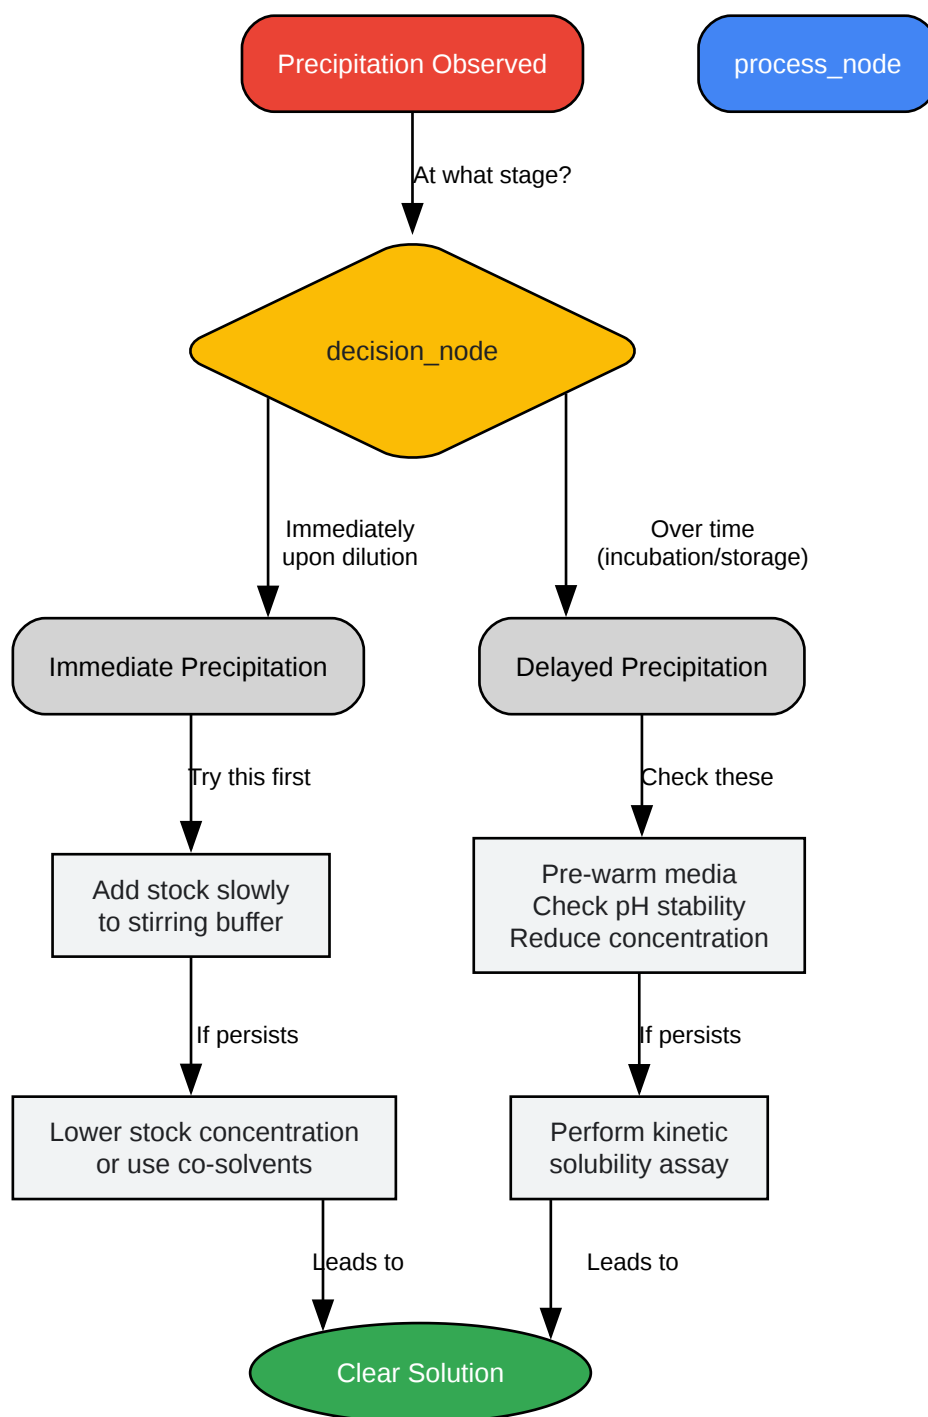 Precipitation Observed
process_node
At what stage?
decision_node
Immediately
upon dilution
Over time
(incubation/storage)
Immediate Precipitation
Delayed Precipitation
Try this first
Check these
Add stock slowly
to stirring buffer
Pre-warm media
Check pH stability
Reduce concentration
If persists
If persists
Lower stock concentration
or use co-solvents
Perform kinetic
solubility assay
Leads to
Leads to
Clear Solution